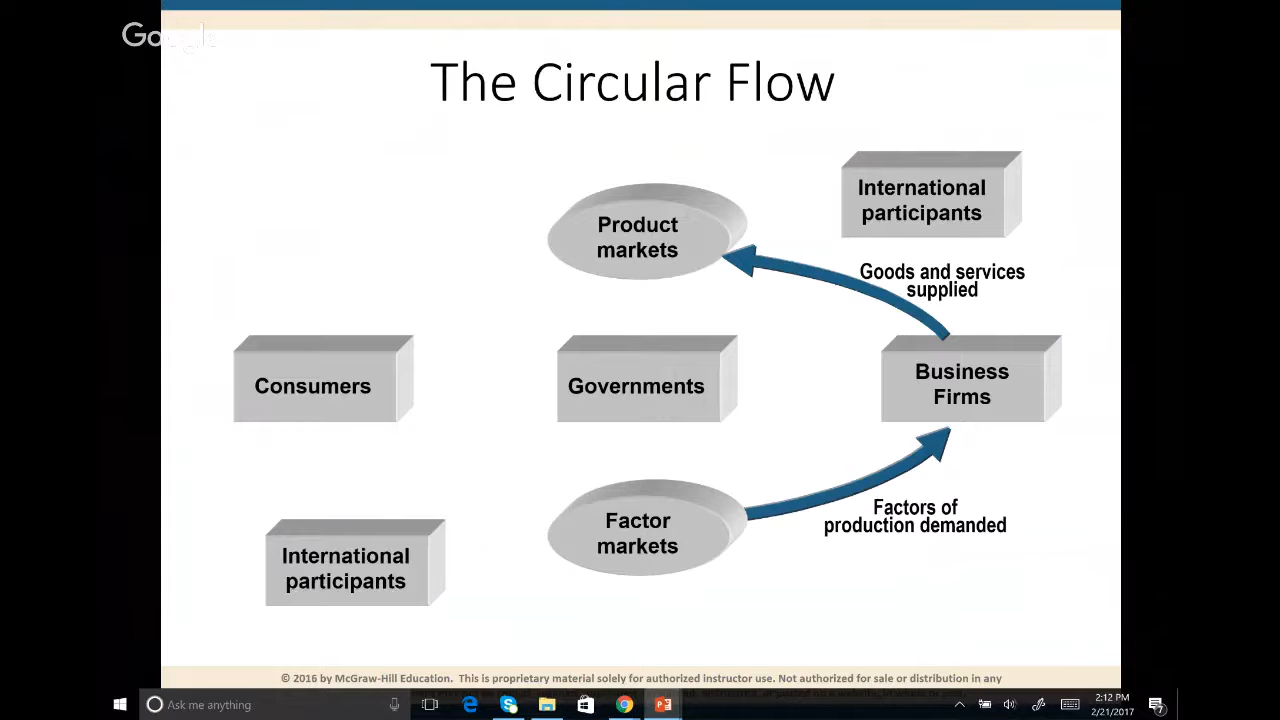 Google
The Circular Flow
International
participants
Product
markets
Goods and services
supplied
Consumers
Governments
Business
Firms
Factor
markets
Factors of
production demanded
International
participants
© 2016 by McGraw-Hill Education. This is proprietary material solely for authorized instructor use. Not authorized for sale or distribution in any
Ask me anything
2:12 PM
2/21/2017